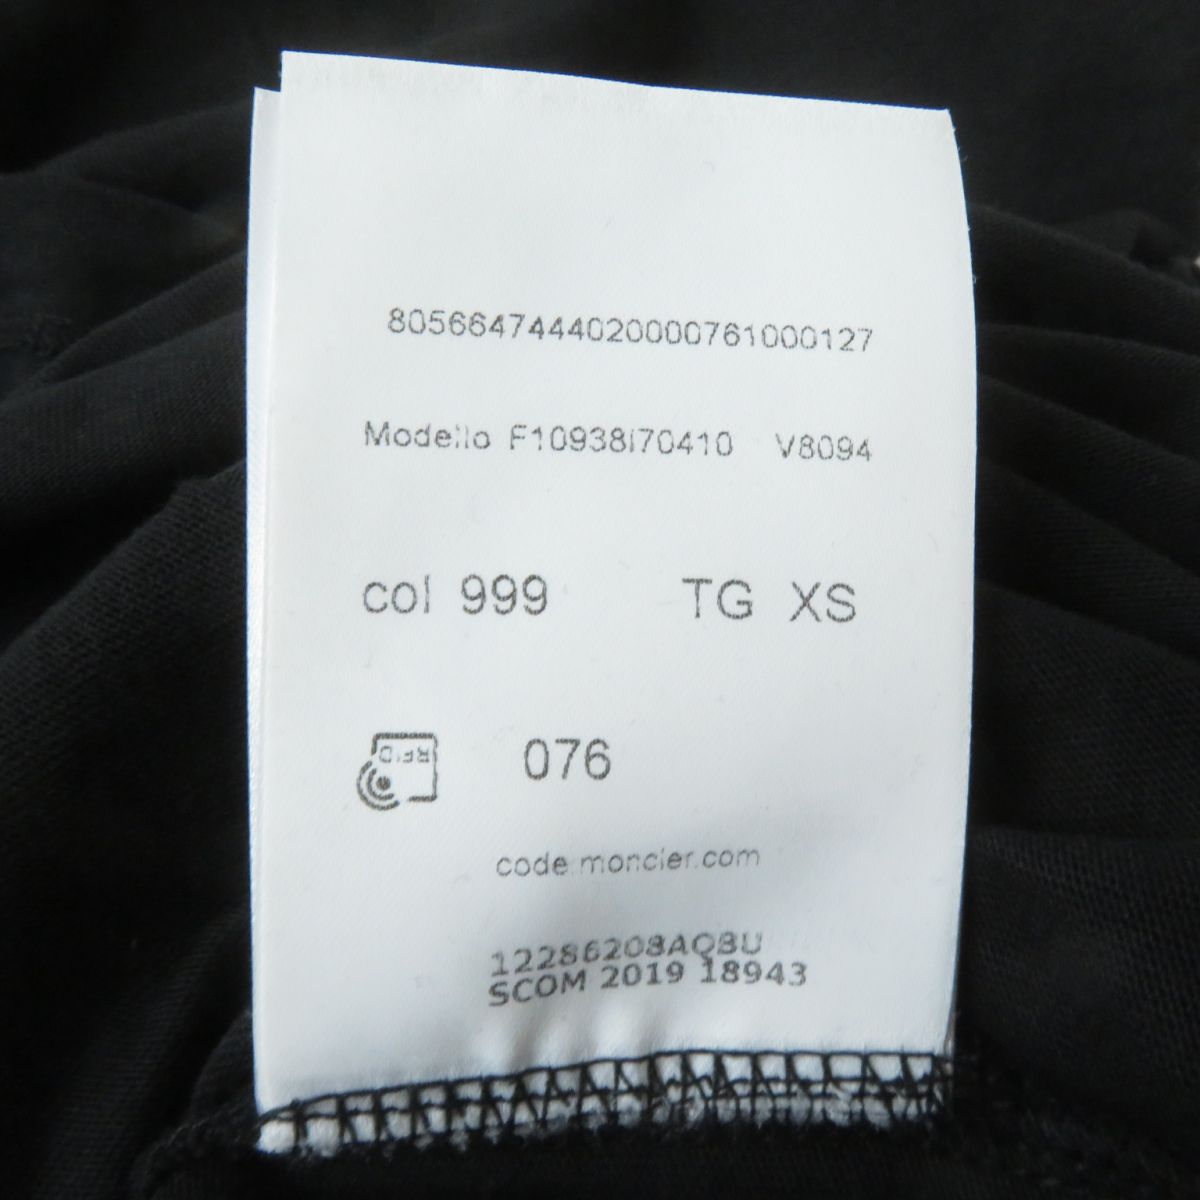 8056647444020000761000127
Modello F10938I70410 V8094
col 999 TG XS
RFID
076
code.moncler.com
12286208AQBU
SCOM 2019 18943